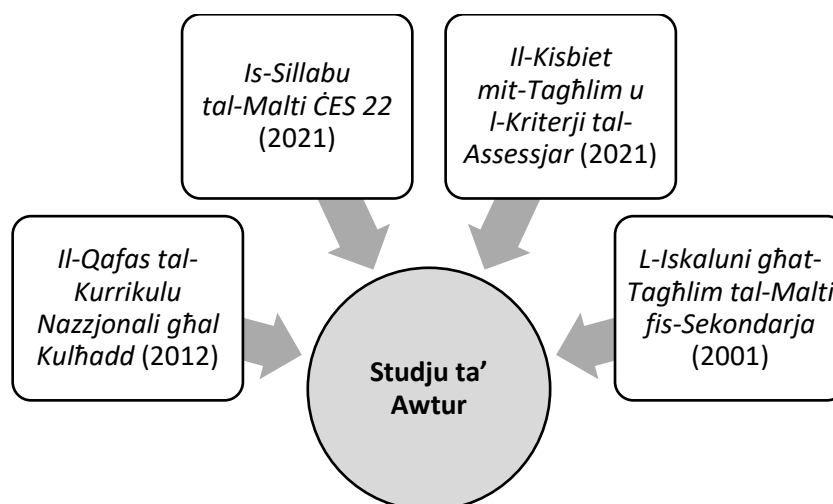 Is-Sillabu
tal-Malti ĊES 22
(2021)
Il-Kisbiet
mit-Tagħlim u
l-Kriterji tal-
Assessjar (2021)
Il-Qafas tal-
Kurrikulu
Nazzjonali għal
Kulħadd (2012)
L-Iskaluni għat-
Tagħlim tal-Malti
fis-Sekondarja
(2001)
Studju ta’
Awtur